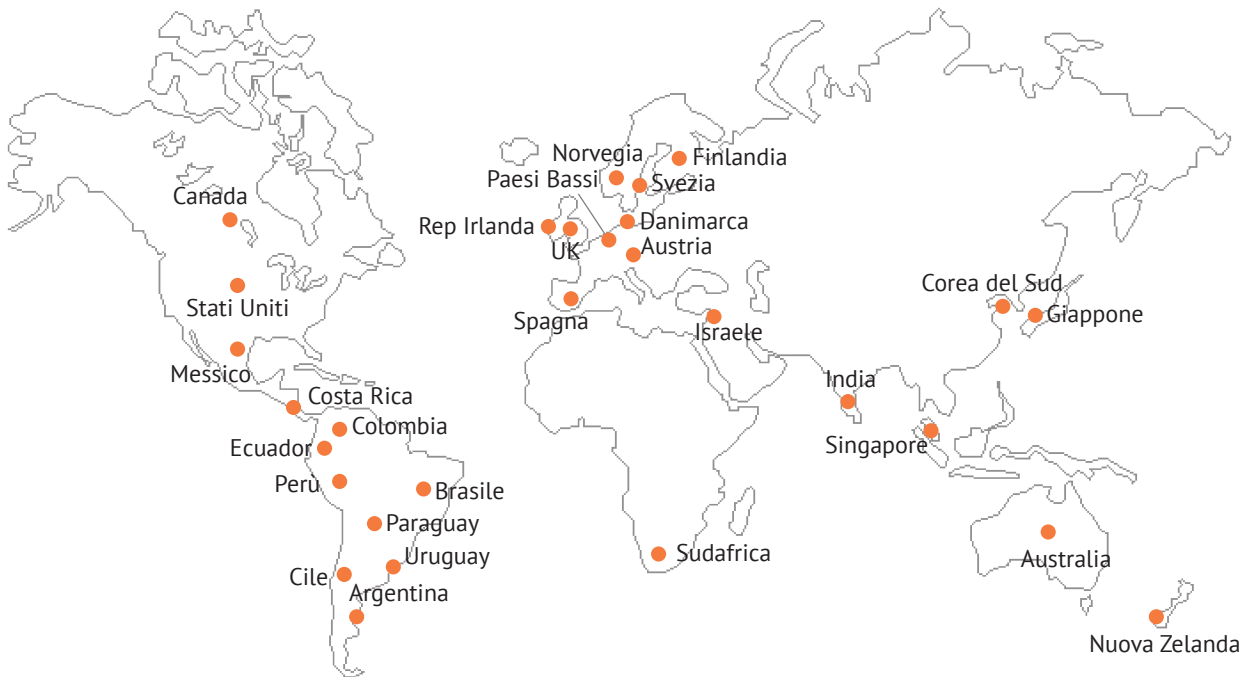 Canada
Stati Uniti
Messico
Costa Rica
Colombia
Ecuador
Perù
Brasile
Paraguay
Uruguay
Cile
Argentina
Norvegia
Finlandia
Paesi Bassi
Svezia
Rep Irlanda
UK
Danimarca
Austria
Spagna
Israele
Sudafrica
Corea del Sud
Giappone
India
Singapore
Australia
Nuova Zelanda